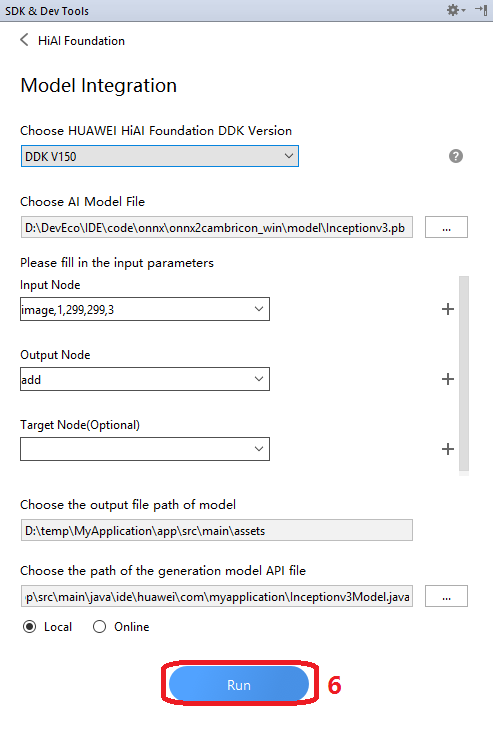 SDK & Dev Tools
HiAI Foundation
Model Integration
Choose HUAWEI HiAI Foundation DDK Version
DDK V150
?
Choose AI Model File
D:\DevEco\IDE\code\onnx\onnx2cambricon_win\model\Inceptionv3.pb
...
Please fill in the input parameters
Input Node
image,1,299,299,3
+
Output Node
add
+
Target Node(Optional)
+
Choose the output file path of model
D:\temp\MyApplication\app\src\main\assets
Choose the path of the generation model API file
p\src\main\java\ide\huawei\com\myapplication\Inceptionv3Model.java
...
Local Online
Run 6